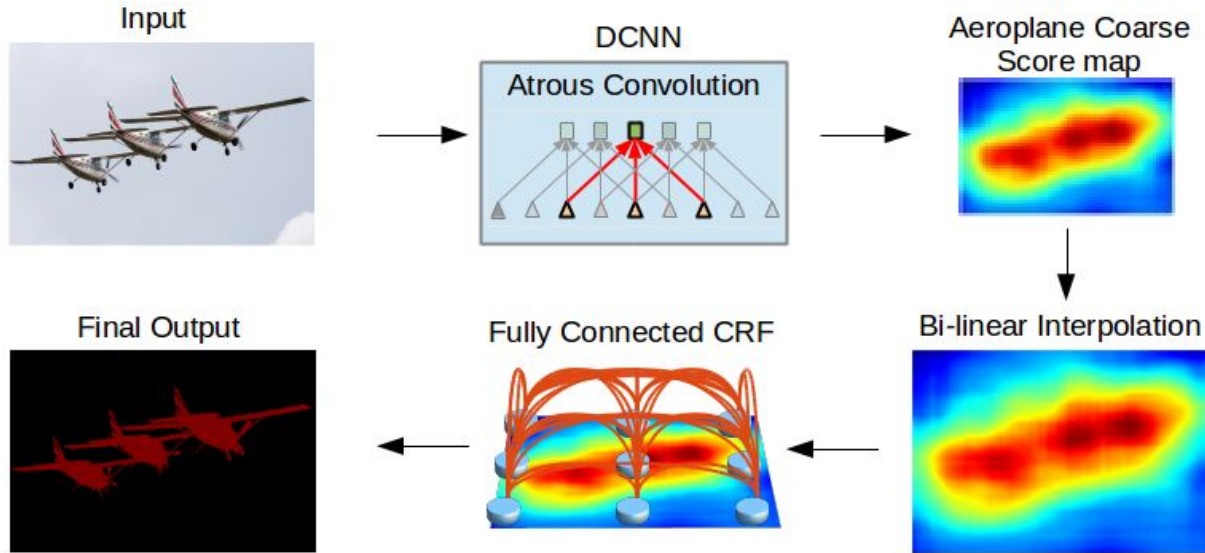 Input
DCNN
Atrous Convolution
Aeroplane Coarse
Score map
Bi-linear Interpolation
Fully Connected CRF
Final Output